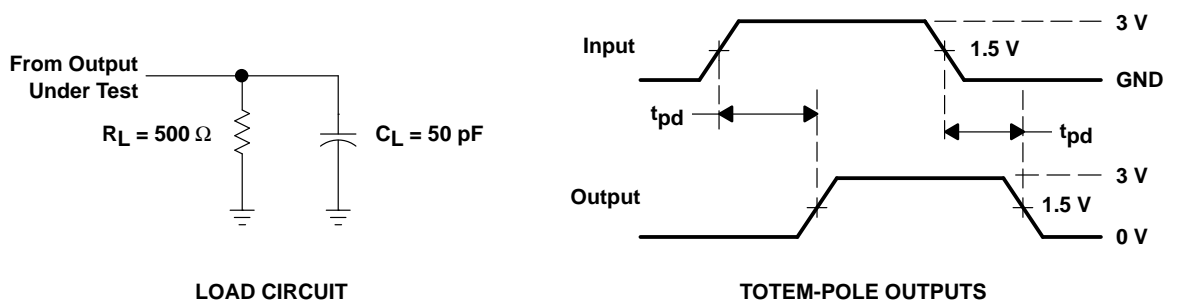 From Output
Under Test
RL = 500 Ω
CL = 50 pF
LOAD CIRCUIT
Input
3 V
1.5 V
GND
tpd
tpd
Output
3 V
1.5 V
0 V
TOTEM-POLE OUTPUTS